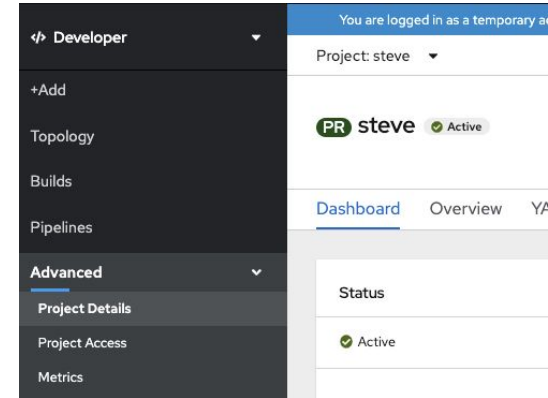 </> Developer
+Add
Topology
Builds
Pipelines
Advanced
Project Details
Project Access
Metrics
You are logged in as a temporary
Project: steve
PR steve Active
Dashboard Overview YA
Status
Active